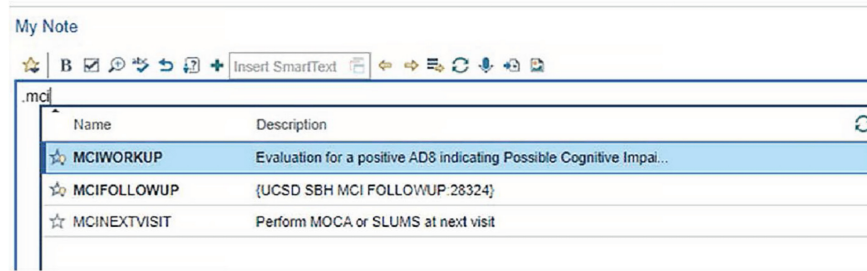 My Note
B abc Insert SmartText
.mci
Name Description
MCIWORKUP Evaluation for a positive AD8 indicating Possible Cognitive Impai...
MCIFOLLOWUP {UCSD SBH MCI FOLLOWUP:28324}
MCINEXTVISIT Perform MOCA or SLUMS at next visit